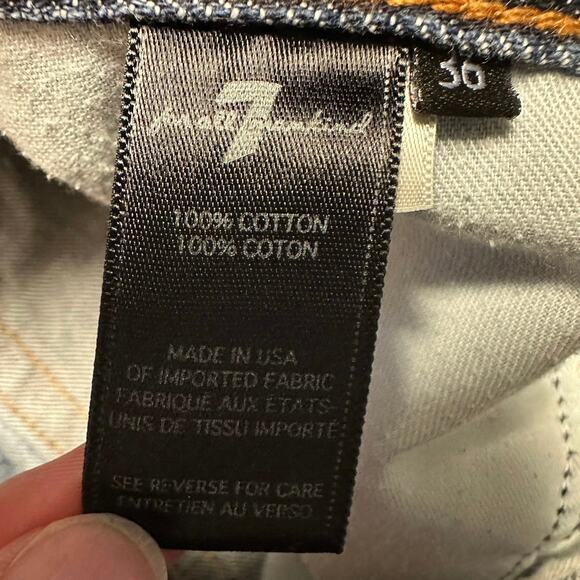 36
7
for all mankind
100% COTTON
100% COTON
MADE IN USA
OF IMPORTED FABRIC
FABRIQUE AUX ÉTATS-
UNIS DE TISSU IMPORTÉ
SEE REVERSE FOR CARE
ENTRETIEN AU VERSO